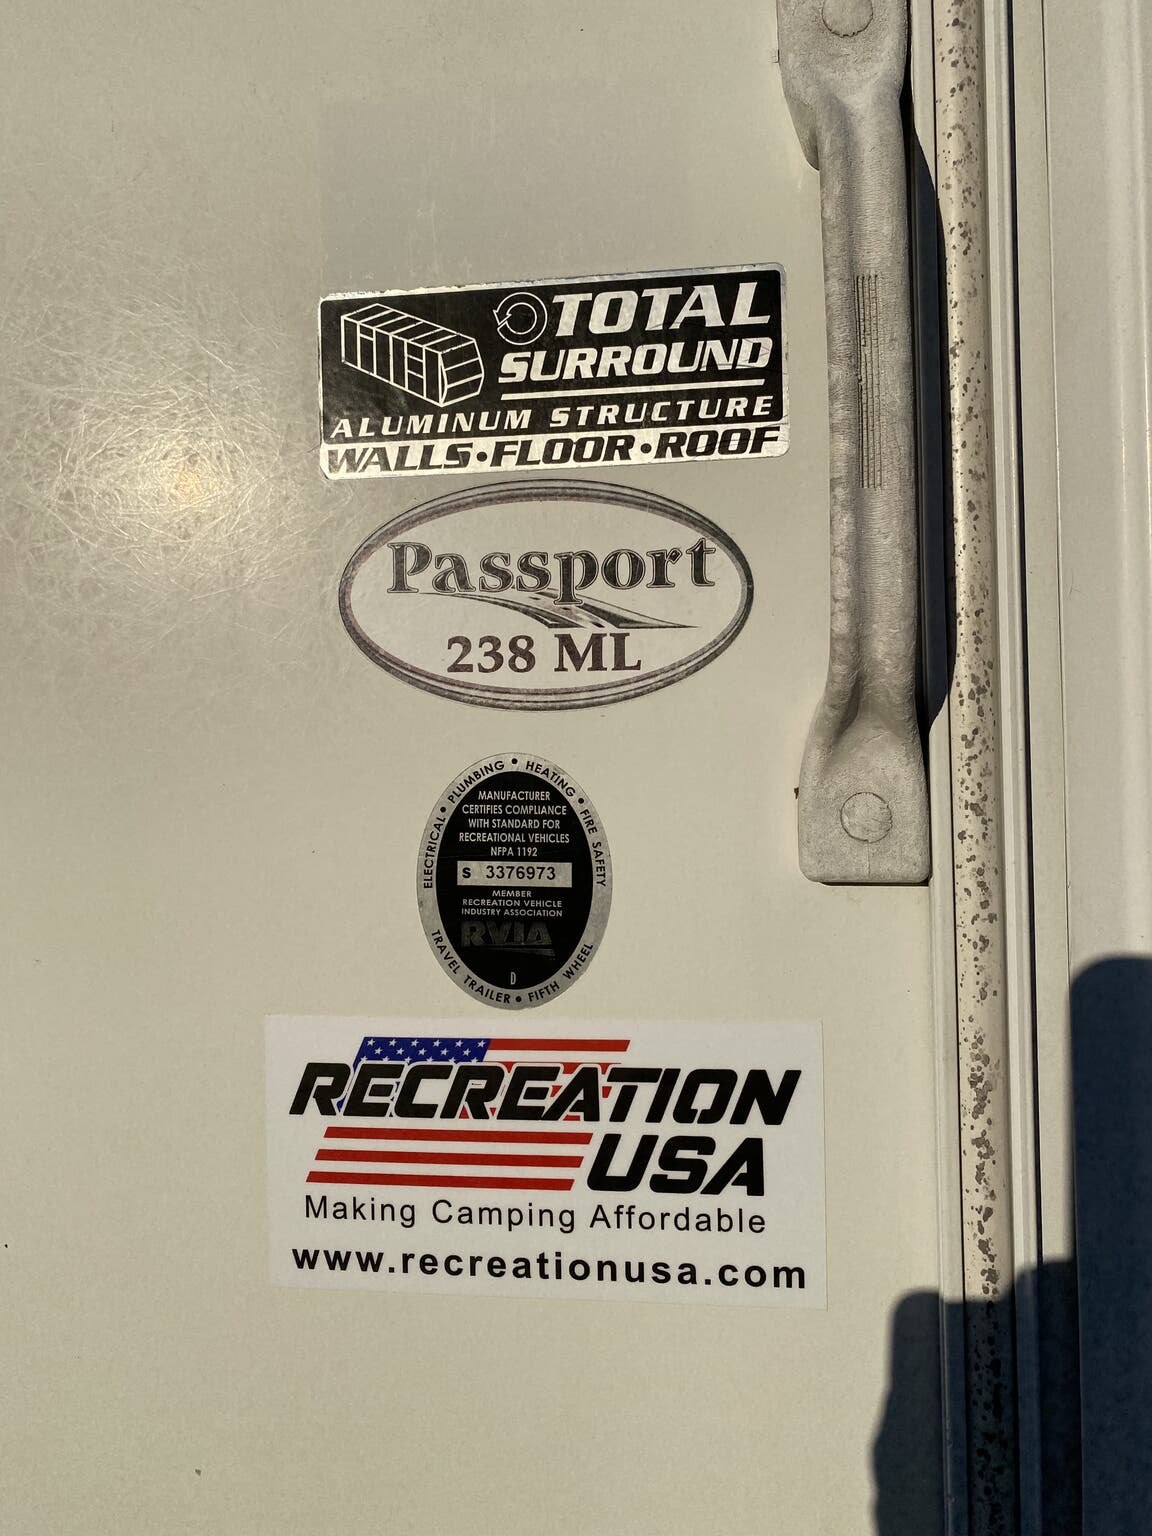 TOTAL
SURROUND
ALUMINUM STRUCTURE
WALLS•FLOOR•ROOF
Passport
238 ML
ELECTRICAL • PLUMBING • HEATING • FIRE SAFETY
MANUFACTURER
CERTIFIES COMPLIANCE
WITH STANDARD FOR
RECREATIONAL VEHICLES
NFPA 1192
S 3376973
MEMBER
RECREATION VEHICLE
INDUSTRY ASSOCIATION
RVIA
D
TRAVEL TRAILER • FIFTH WHEEL
RECREATION
USA
Making Camping Affordable
www.recreationusa.com